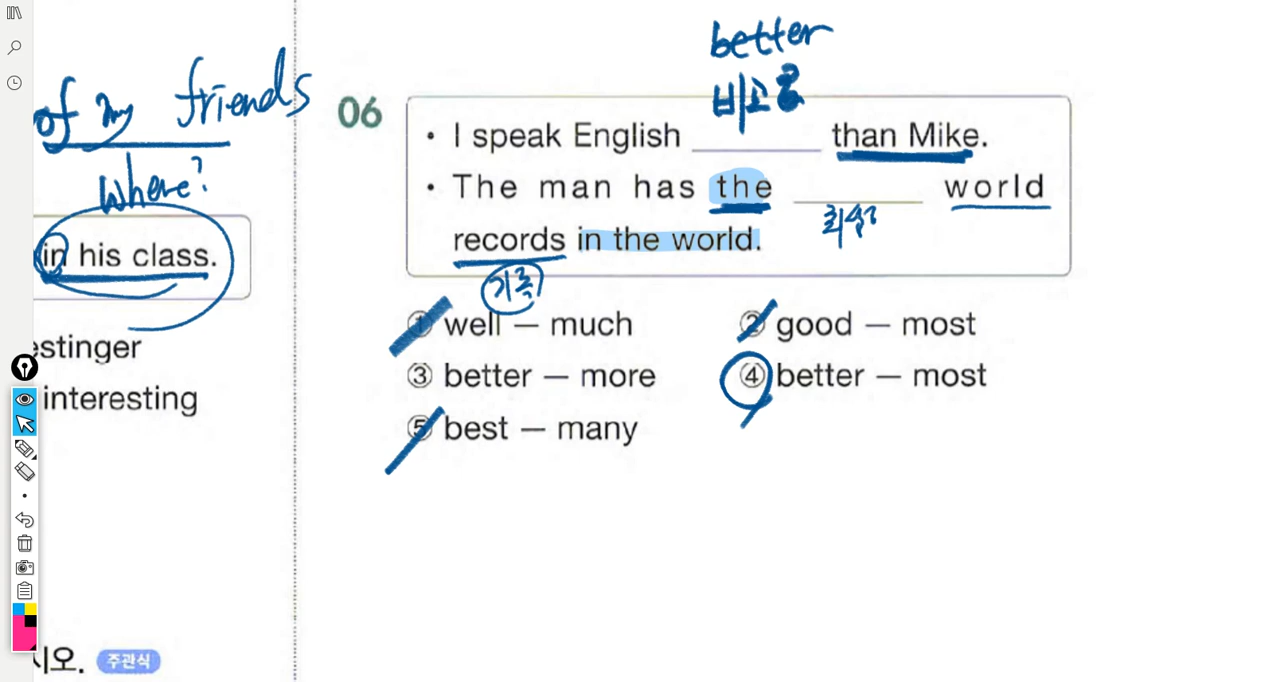 of my friends
where?
in his class.
estinger
interesting
시오. 주관식
better
비교급
06
• I speak English ________ than Mike.
• The man has the ________ world
최상급
records in the world.
기록
① well – much
② good – most
③ better – more
④ better – most
⑤ best – many